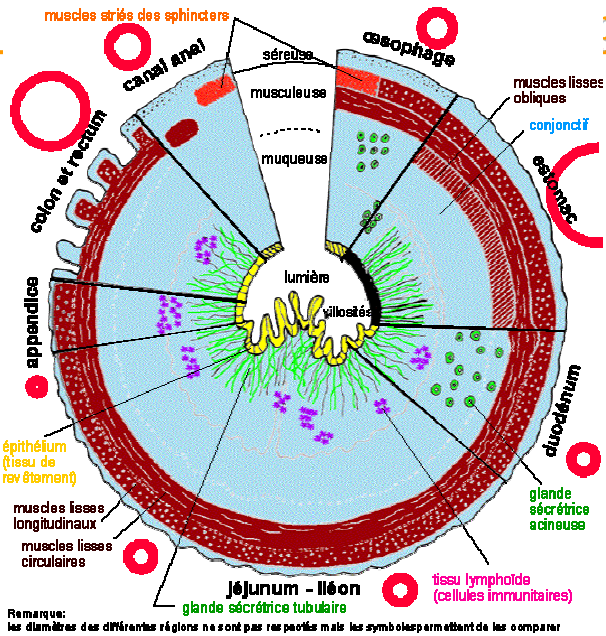 muscles striés des sphincters
œsophage
canal anal
séreuse
musculeuse
muqueuse
muscles lisses
obliques
conjonctif
estomac
colon et rectum
lumière
villosités
appendice
duodénum
épithélium
(tissu de
revêtement)
glande
sécrétrice
acineuse
muscles lisses
longitudinaux
muscles lisses
circulaires
tissu lymphoïde
(cellules immunitaires)
jéjunum - iléon
glande sécrétrice tubulaire
Remarque:
les diamètres des différentes régions ne sont pas respectés mais les symboles permettent de les comparer